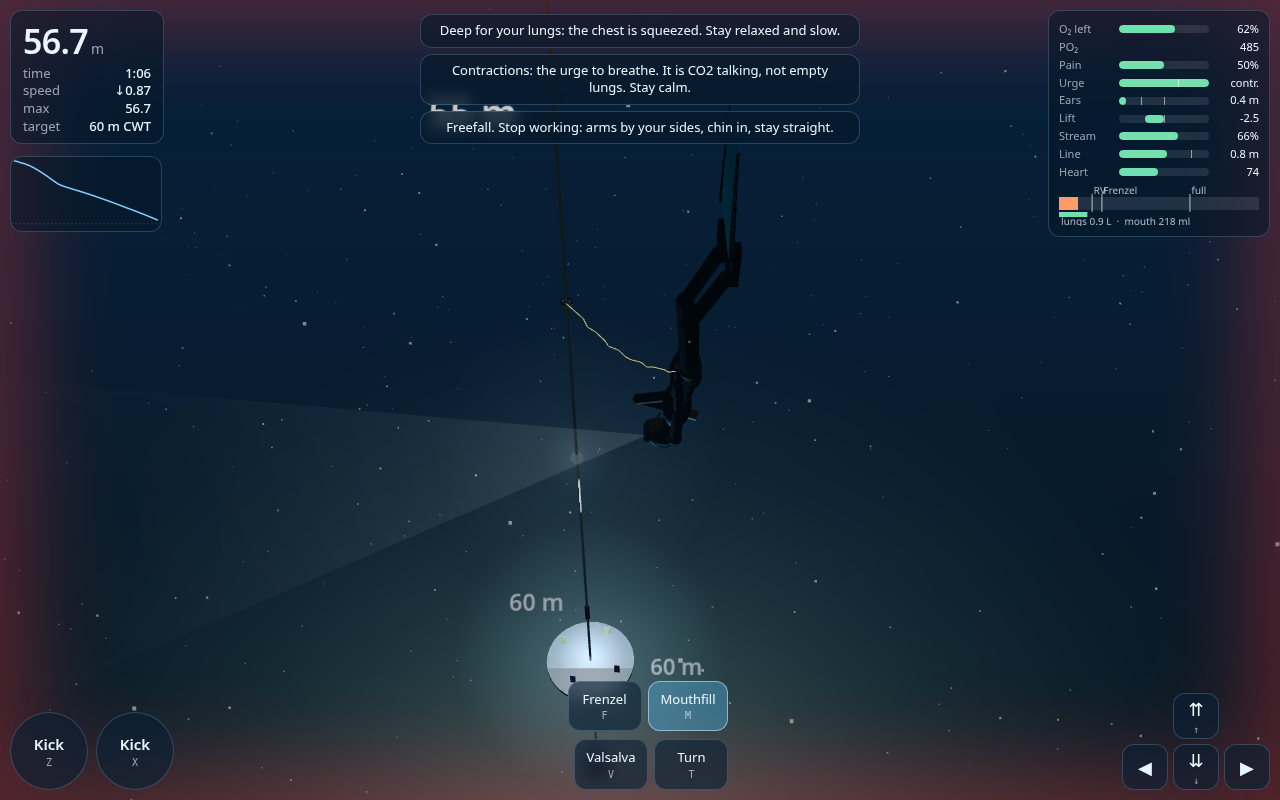 56.7 m
time 1:06
speed ↓0.87
max 56.7
target 60 m CWT
Deep for your lungs: the chest is squeezed. Stay relaxed and slow.
Contractions: the urge to breathe. It is CO2 talking, not empty
lungs. Stay calm.
Freefall. Stop working: arms by your sides, chin in, stay straight.
O₂ left 62%
PO₂ 485
Pain 50%
Urge contr.
Ears 0.4 m
Lift -2.5
Stream 66%
Line 0.8 m
Heart 74
RV Frenzel full
lungs 0.9 L · mouth 218 ml
60 m
60 m
Frenzel
F
Mouthfill
M
Valsalva
V
Turn
T
Kick
Z
Kick
X
⇈
↑
◀
⇊
↓
▶